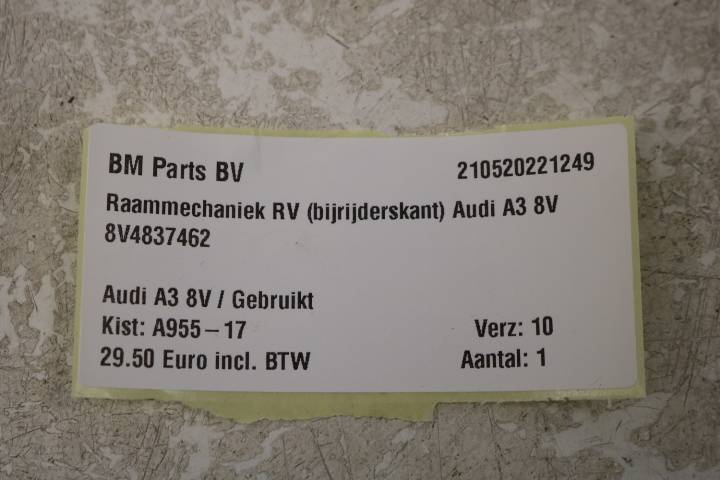 BM Parts BV 210520221249
Raammechaniek RV (bijrijderskant) Audi A3 8V
8V4837462
Audi A3 8V / Gebruikt
Kist: A955-17 Verz: 10
29.50 Euro incl. BTW Aantal: 1